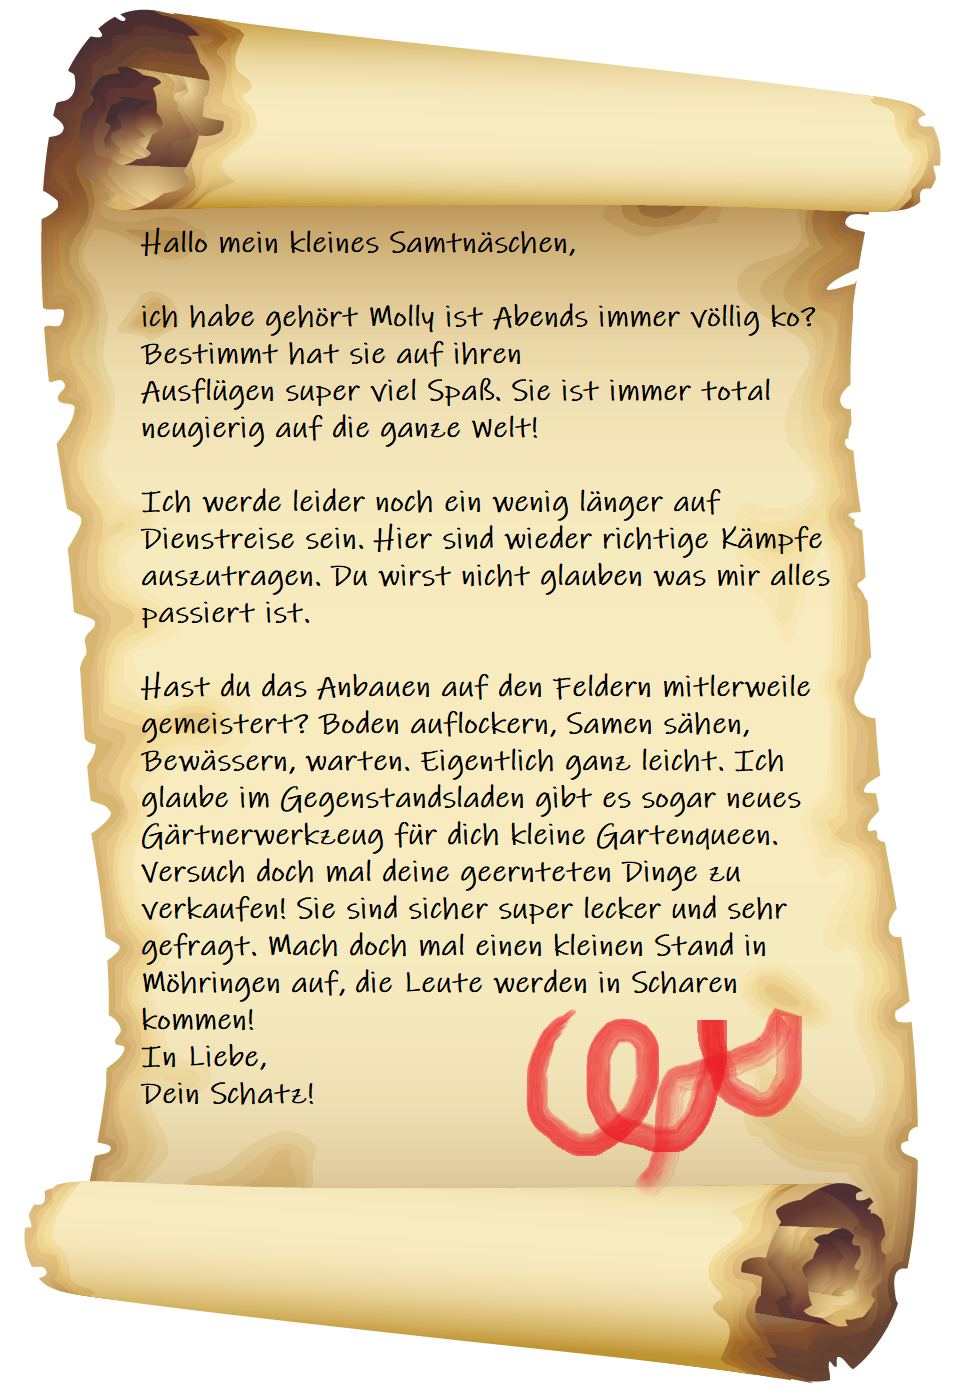 Hallo mein kleines Samtnäschen,
ich habe gehört Molly ist Abends immer völlig ko?
Bestimmt hat sie auf ihren
Ausflügen super viel Spaß. Sie ist immer total
neugierig auf die ganze Welt!
Ich werde leider noch ein wenig länger auf
Dienstreise sein. Hier sind wieder richtige Kämpfe
auszutragen. Du wirst nicht glauben was mir alles
passiert ist.
Hast du das Anbauen auf den Feldern mitlerweile
gemeistert? Boden auflockern, Samen sähen,
Bewässern, warten. Eigentlich ganz leicht. Ich
glaube im Gegenstandsladen gibt es sogar neues
Gärtnerwerkzeug für dich kleine Gartenqueen.
Versuch doch mal deine geernteten Dinge zu
verkaufen! Sie sind sicher super lecker und sehr
gefragt. Mach doch mal einen kleinen Stand in
Möhringen auf, die Leute werden in Scharen
kommen!
In Liebe,
Dein Schatz!